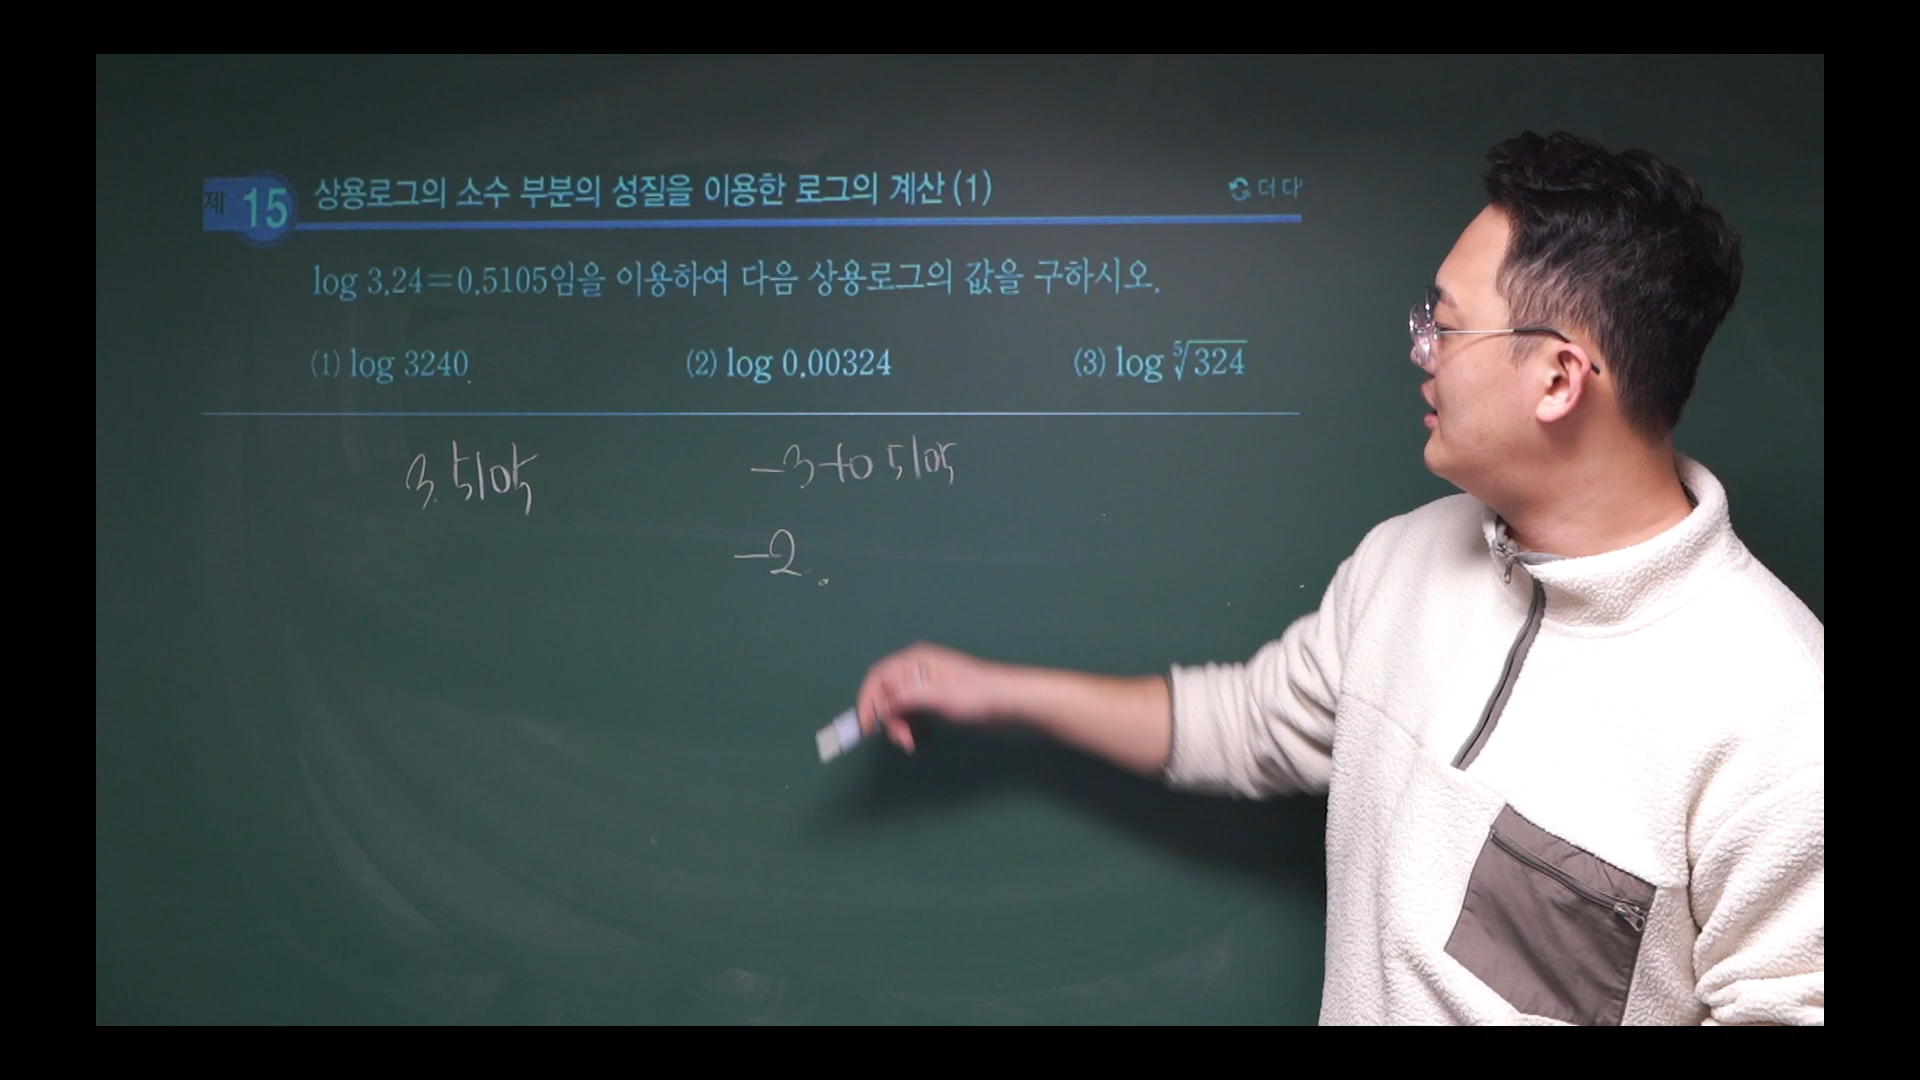 제 15 상용로그의 소수 부분의 성질을 이용한 로그의 계산 (1) 더 다
log 3.24=0.5105임을 이용하여 다음 상용로그의 값을 구하시오.
(1) log 3240 (2) log 0.00324 (3) log ⁵√324
3.5105 -3+0.5105
-2.